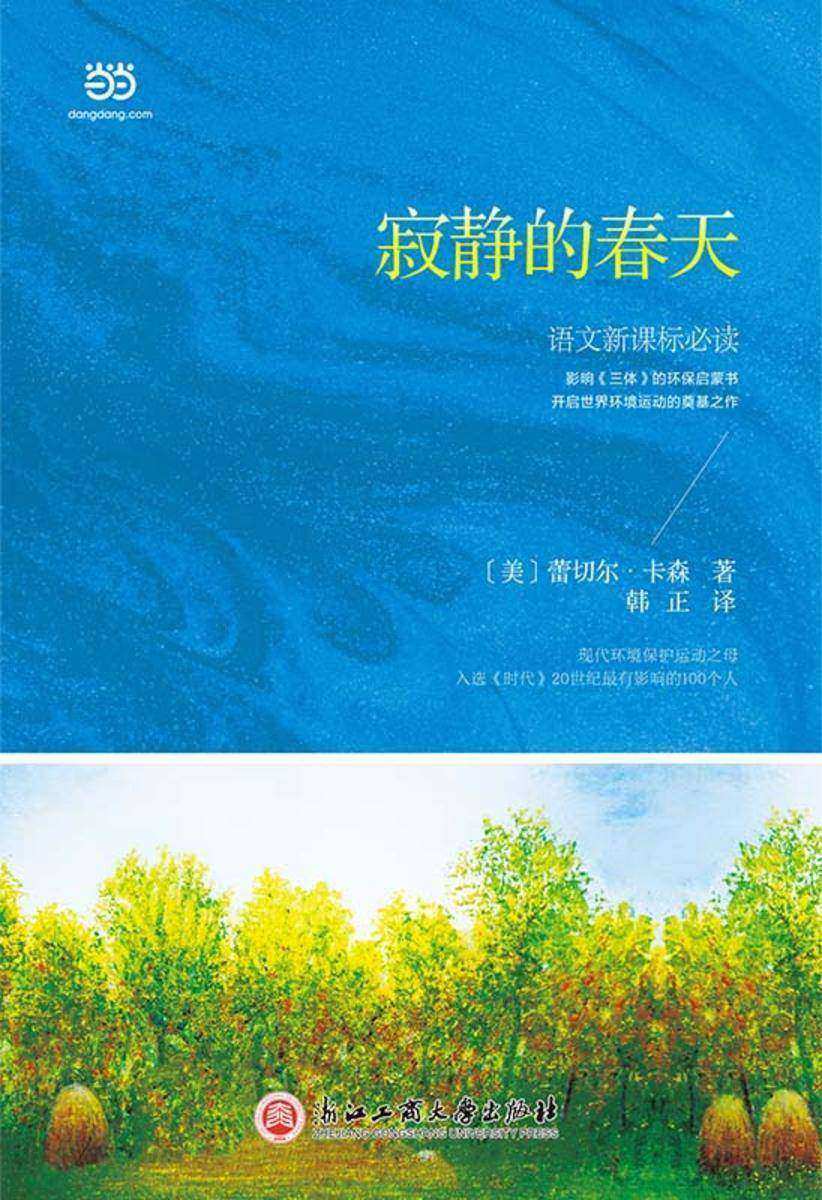 当当
dangdang.com
寂静的春天
语文新课标必读
影响《三体》的环保启蒙书
开启世界环境运动的奠基之作
〔美〕蕾切尔·卡森 著
韩正 译
现代环境保护运动之母
入选《时代》20世纪最有影响的100个人
浙江工商大学出版社
ZHEJIANG GONGSHANG UNIVERSITY PRESS